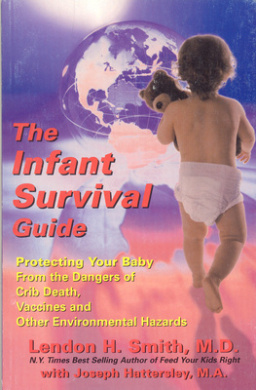 The
Infant
Survival
Guide
Protecting Your Baby
From the Dangers of
Crib Death,
Vaccines and
Other Environmental Hazards
Lendon H. Smith, M.D.
N.Y. Times Best Selling Author of Feed Your Kids Right
with Joseph Hattersley, M.A.